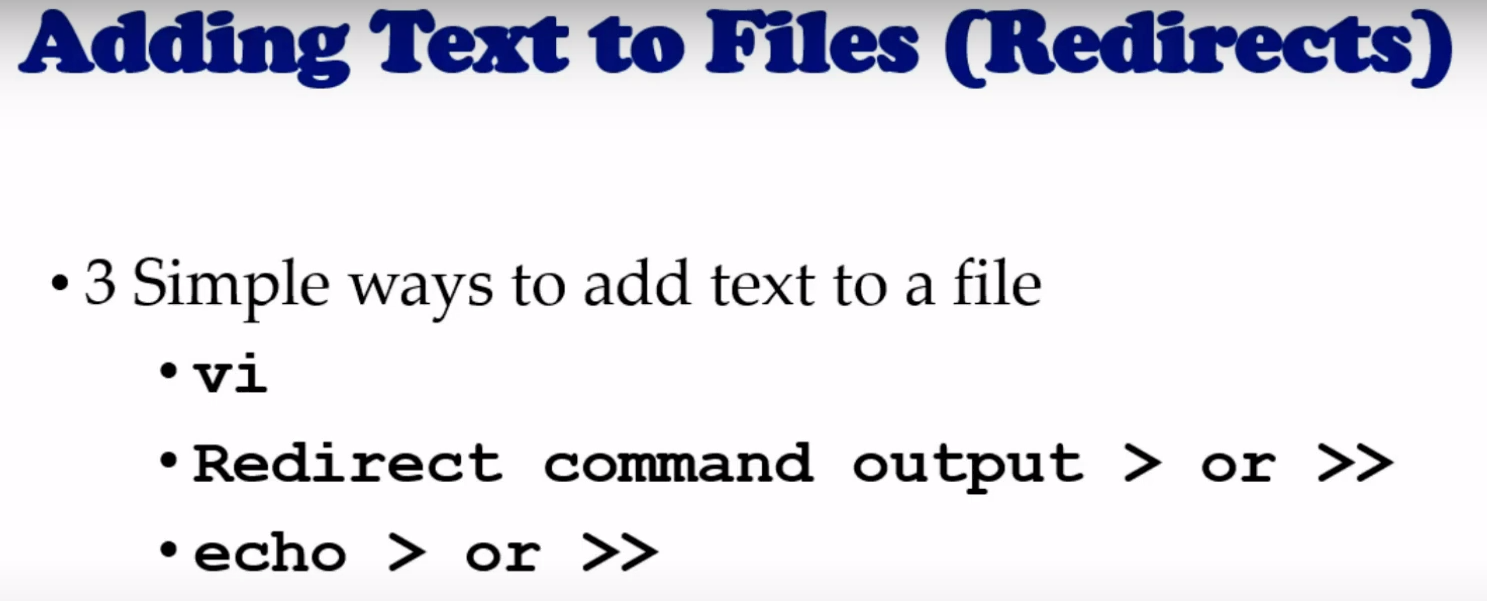 Adding Text to Files (Redirects)
• 3 Simple ways to add text to a file
• vi
• Redirect command output > or >>
• echo > or >>